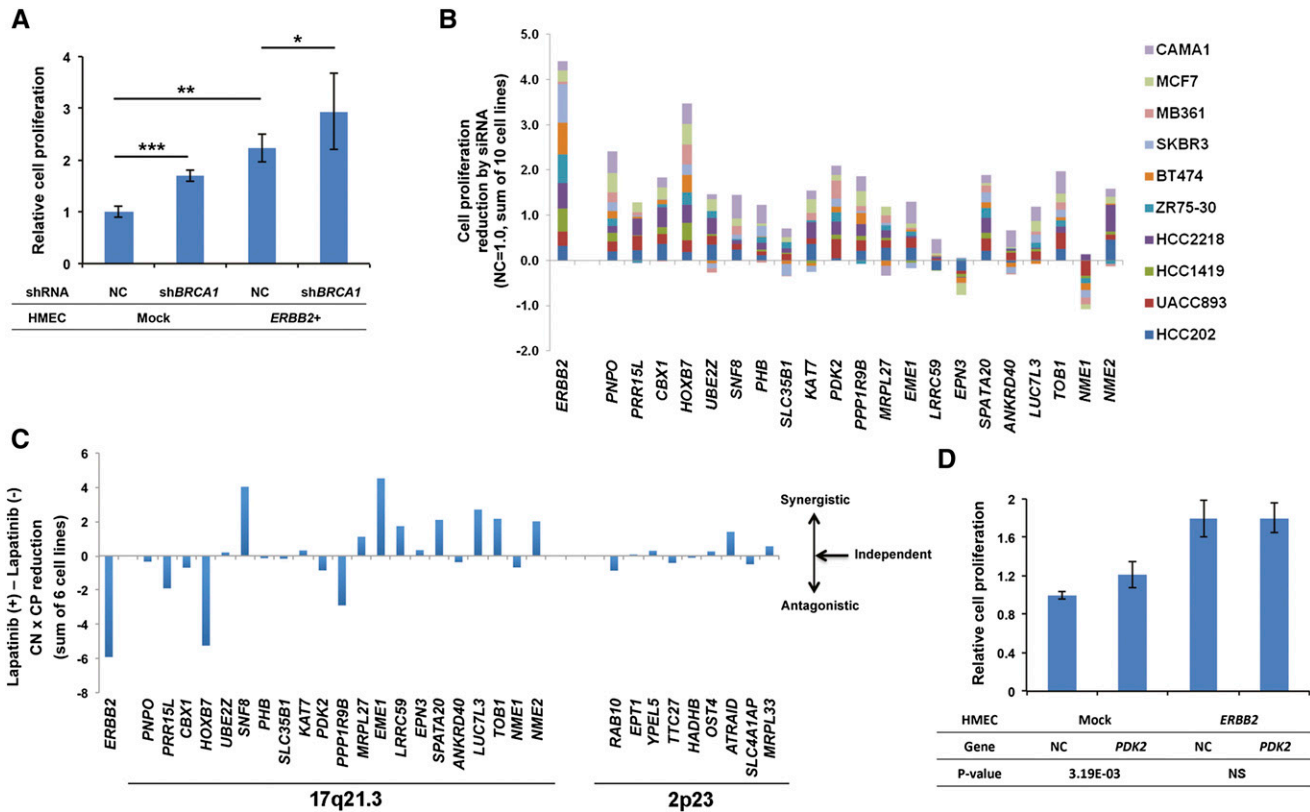 A
Relative cell proliferation
4
3
2
1
0
***
**
*
shRNA NC shBRCA1 NC shBRCA1
HMEC Mock ERBB2+
B
Cell proliferation
reduction by siRNA
(NC=1.0, sum of 10 cell lines)
5.0
4.0
3.0
2.0
1.0
0.0
-1.0
-2.0
ERBB2
PNPO
PRR15L
CBX1
HOXB7
UBE2Z
SNF8
PHB
SLC35B1
KAT7
PDK2
PPP1R9B
MRPL27
EME1
LRRC59
EPN3
SPATA20
ANKRD40
LUC7L3
TOB1
NME1
NME2
CAMA1
MCF7
MB361
SKBR3
BT474
ZR75-30
HCC2218
HCC1419
UACC893
HCC202
C
Lapatinib (+) – Lapatinib (-)
CN x CP reduction
(sum of 6 cell lines)
6
4
2
0
-2
-4
-6
-8
ERBB2
PNPO
PRR15L
CBX1
HOXB7
UBE2Z
SNF8
PHB
SLC35B1
KAT7
PDK2
PPP1R9B
MRPL27
EME1
LRRC59
EPN3
SPATA20
ANKRD40
LUC7L3
TOB1
NME1
NME2
RAB10
EPT1
YPEL5
TTC27
HADHB
OST4
ATRAID
SLC4A1AP
MRPL33
17q21.3
2p23
Synergistic
Independent
Antagonistic
D
Relative cell proliferation
2
1.6
1.2
0.8
0.4
0
HMEC Mock ERBB2
Gene NC PDK2 NC PDK2
P-value 3.19E-03 NS